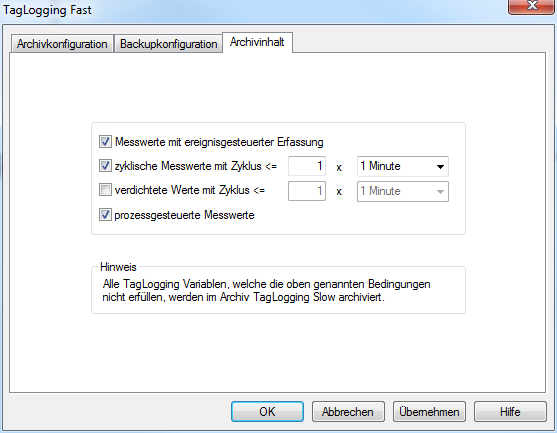 TagLogging Fast
Archivkonfiguration Backupkonfiguration Archivinhalt
Messwerte mit ereignisgesteuerter Erfassung
zyklische Messwerte mit Zyklus <= 1 x 1 Minute
verdichtete Werte mit Zyklus <= 1 x 1 Minute
prozessgesteuerte Messwerte
Hinweis
Alle TagLogging Variablen, welche die oben genannten Bedingungen
nicht erfüllen, werden im Archiv TagLogging Slow archiviert.
OK Abbrechen Übernehmen Hilfe